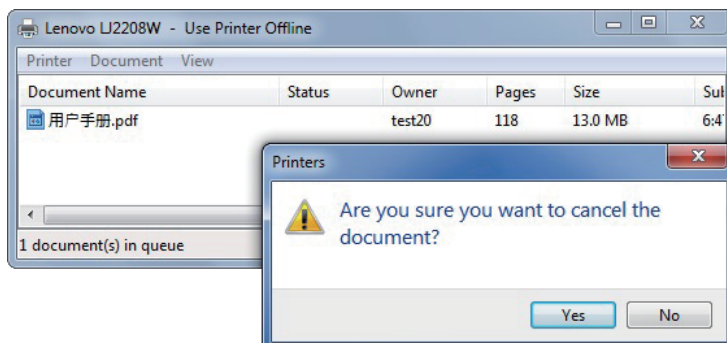 Lenovo LJ2208W - Use Printer Offline
Printer Document View
Document Name Status Owner Pages Size
用户手册.pdf test20 118 13.0 MB
Printers
Are you sure you want to cancel the
document?
1 document(s) in queue
Yes No